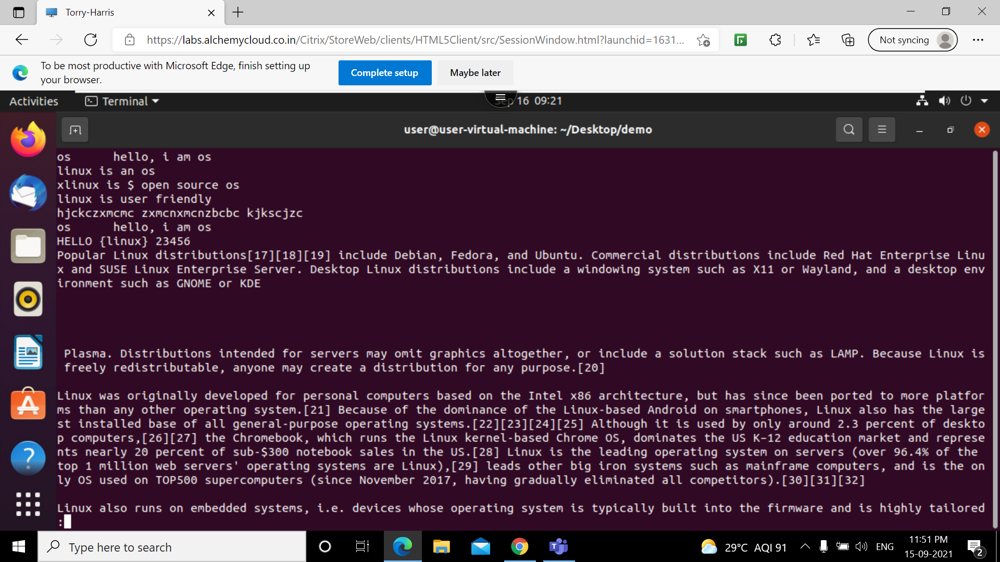 Torry-Harris
https://labs.alchemycloud.co.in/Citrix/StoreWeb/clients/HTML5Client/src/SessionWindow.html?launchid=1631...
Not syncing
To be most productive with Microsoft Edge, finish setting up
your browser.
Complete setup
Maybe later
Activities
Terminal
Sep 16 09:21
user@user-virtual-machine: ~/Desktop/demo
os hello, i am os
linux is an os
xlinux is $ open source os
linux is user friendly
hjckczxmcmc zxmcnxmcnzbcbc kjkscjzc
os hello, i am os
HELLO {linux} 23456
Popular Linux distributions[17][18][19] include Debian, Fedora, and Ubuntu. Commercial distributions include Red Hat Enterprise Linu
x and SUSE Linux Enterprise Server. Desktop Linux distributions include a windowing system such as X11 or Wayland, and a desktop env
ironment such as GNOME or KDE
Plasma. Distributions intended for servers may omit graphics altogether, or include a solution stack such as LAMP. Because Linux is
freely redistributable, anyone may create a distribution for any purpose.[20]
Linux was originally developed for personal computers based on the Intel x86 architecture, but has since been ported to more platfor
ms than any other operating system.[21] Because of the dominance of the Linux-based Android on smartphones, Linux also has the large
st installed base of all general-purpose operating systems.[22][23][24][25] Although it is used by only around 2.3 percent of deskto
p computers,[26][27] the Chromebook, which runs the Linux kernel-based Chrome OS, dominates the US K–12 education market and represe
nts nearly 20 percent of sub-$300 notebook sales in the US.[28] Linux is the leading operating system on servers (over 96.4% of the
top 1 million web servers' operating systems are Linux),[29] leads other big iron systems such as mainframe computers, and is the on
ly OS used on TOP500 supercomputers (since November 2017, having gradually eliminated all competitors).[30][31][32]
Linux also runs on embedded systems, i.e. devices whose operating system is typically built into the firmware and is highly tailored
:
Type here to search
29°C AQI 91
ENG
11:51 PM
15-09-2021
2